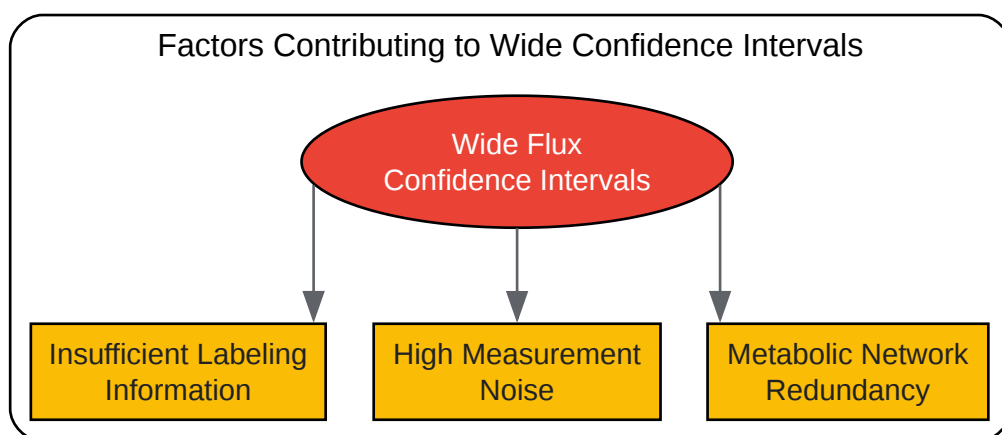 Factors Contributing to Wide Confidence Intervals
Wide Flux
Confidence Intervals
Insufficient Labeling
Information
High Measurement
Noise
Metabolic Network
Redundancy